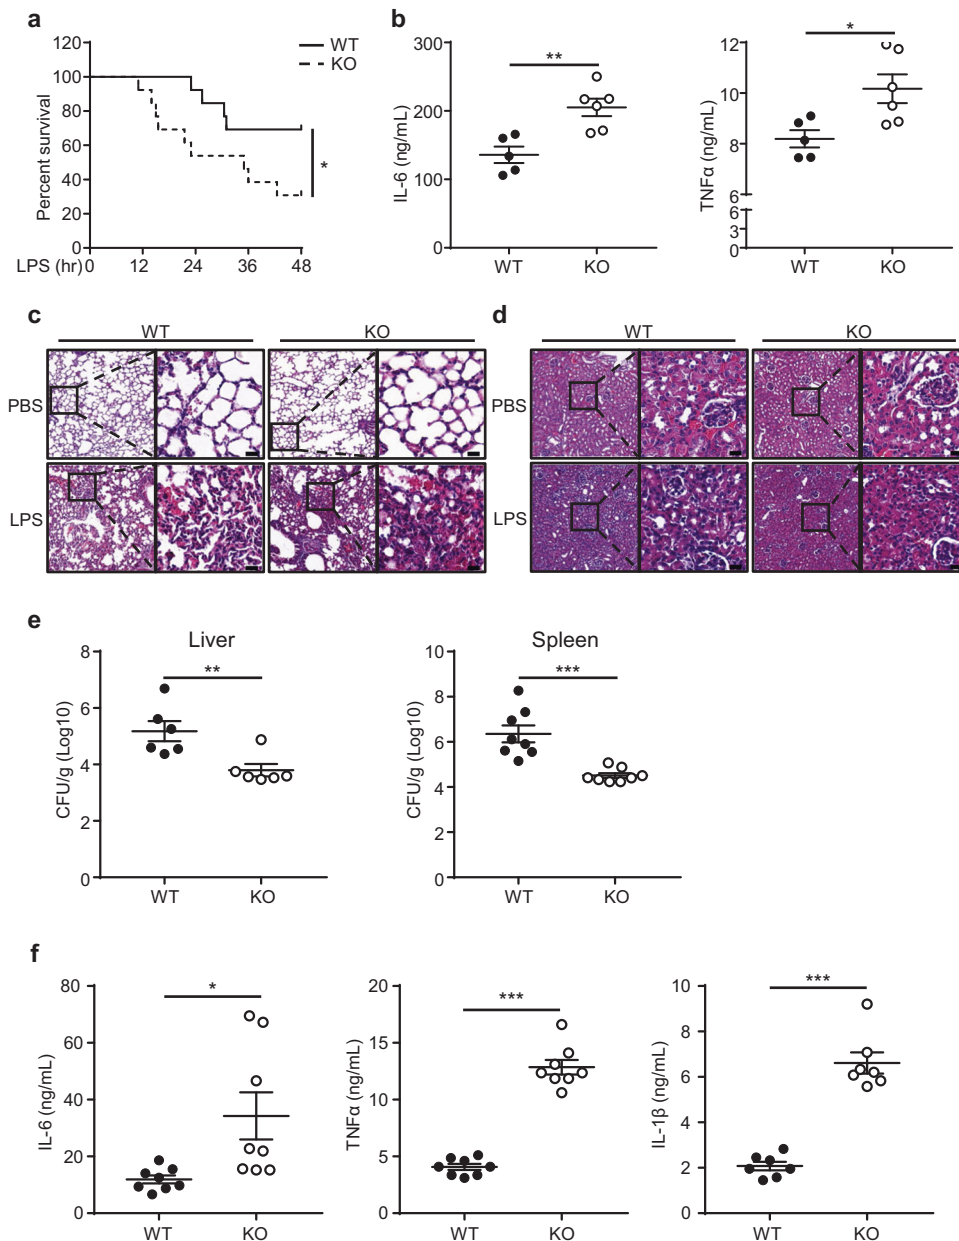 a
120
100
80
60
40
20
0
Percent survival
LPS (hr)
0 12 24 36 48
WT
KO
*
b
300
200
100
0
IL-6 (ng/mL)
**
WT KO
12
10
8
6
6
3
0
TNFα (ng/mL)
*
WT KO
c
WT KO
PBS
LPS
d
WT KO
PBS
LPS
e
Liver
8
6
4
2
0
CFU/g (Log10)
**
WT KO
Spleen
10
8
6
4
2
0
CFU/g (Log10)
***
WT KO
f
80
60
40
20
0
IL-6 (ng/mL)
*
WT KO
20
15
10
5
0
TNFα (ng/mL)
***
WT KO
10
8
6
4
2
0
IL-1β (ng/mL)
***
WT KO